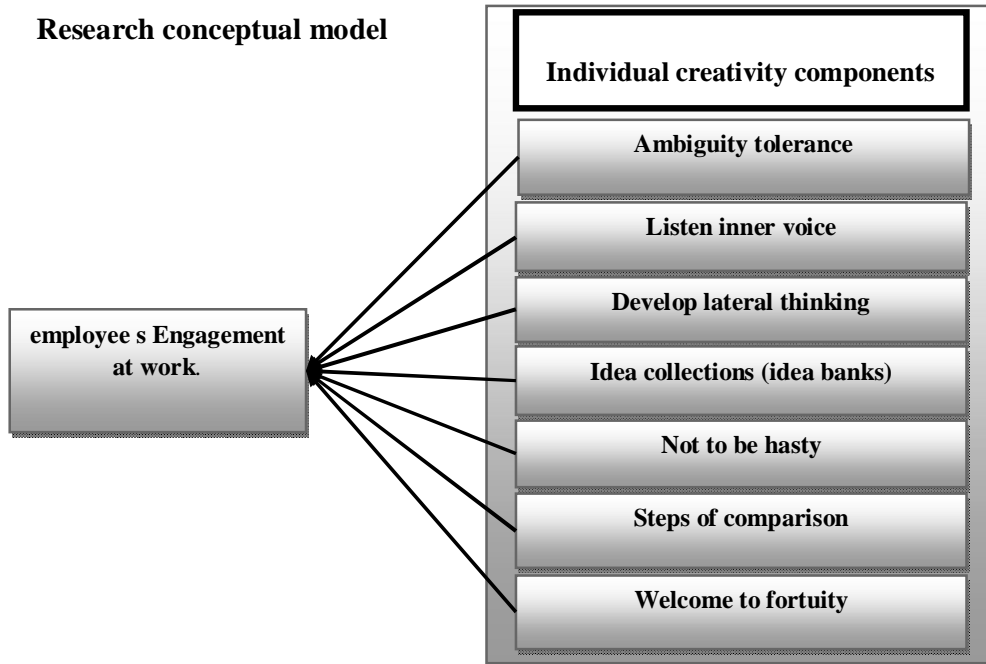 Research conceptual model
Individual creativity components
Ambiguity tolerance
Listen inner voice
Develop lateral thinking
employee s Engagement
at work.
Idea collections (idea banks)
Not to be hasty
Steps of comparison
Welcome to fortuity